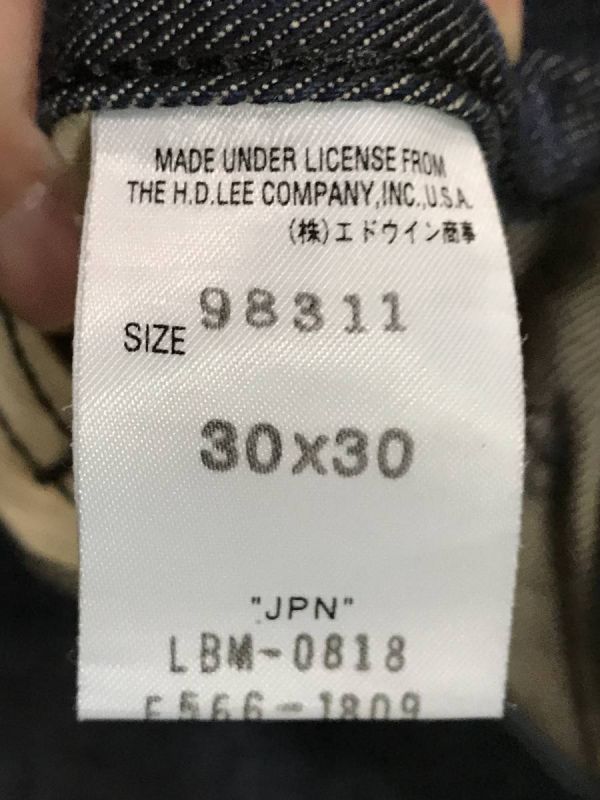 MADE UNDER LICENSE FROM
THE H.D.LEE COMPANY,INC.,U.S.A.
(株)エドウイン商事
98311
SIZE
30x30
"JPN"
LBM-0818